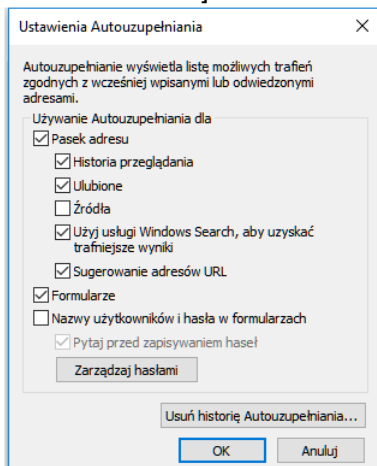 Ustawienia Autouzupełniania
Autouzupełnianie wyświetla listę możliwych trafień
zgodnych z wcześniej wpisanymi lub odwiedzonymi
adresami.
Używanie Autouzupełniania dla
Pasek adresu
Historia przeglądania
Ulubione
Źródła
Użyj usługi Windows Search, aby uzyskać
trafniejsze wyniki
Sugerowanie adresów URL
Formularze
Nazwy użytkowników i hasła w formularzach
Pytaj przed zapisywaniem haseł
Zarządzaj hasłami
Usuń historię Autouzupełniania...
OK Anuluj